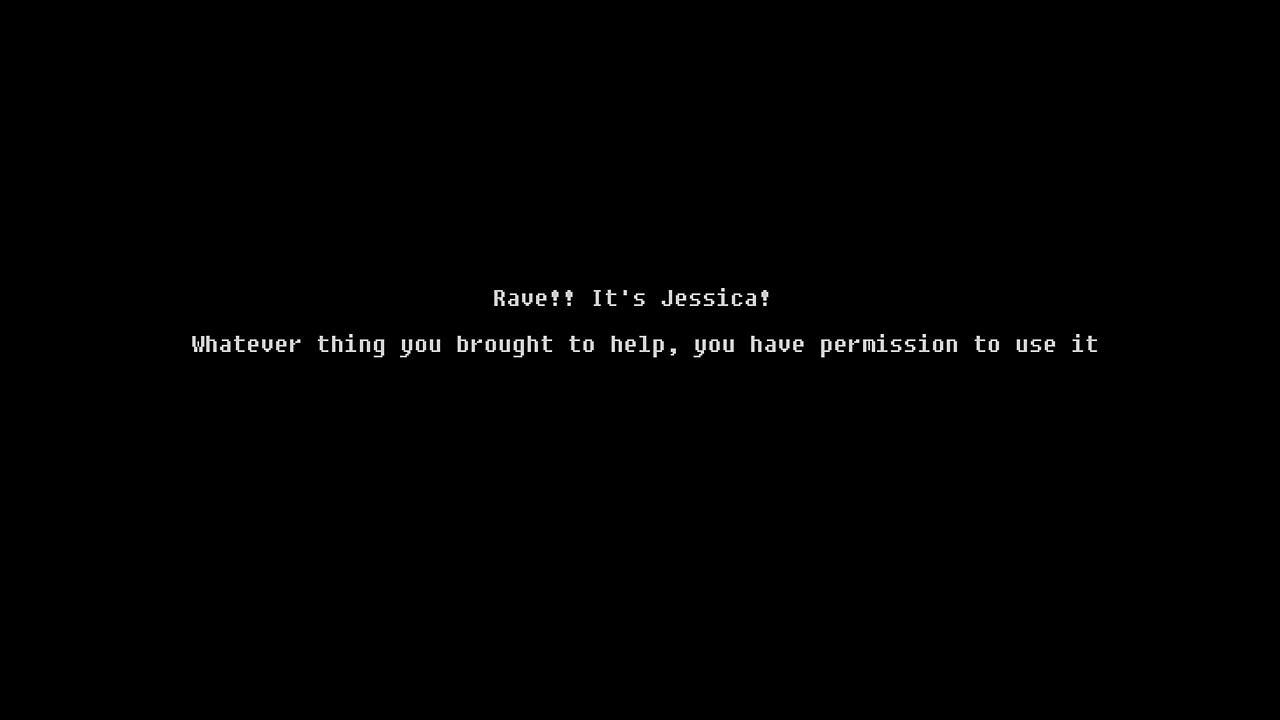 Rave!! It's Jessica!
Whatever thing you brought to help, you have permission to use it